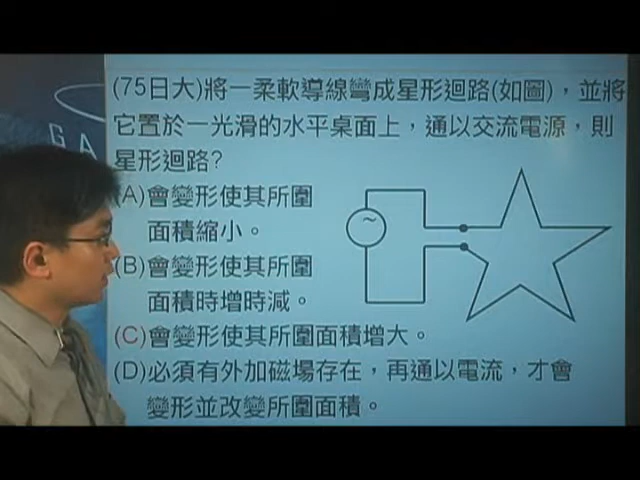 (75日大)將一柔軟導線彎成星形迴路(如圖)，並將
它置於一光滑的水平桌面上，通以交流電源，則
星形迴路?
(A)會變形使其所圍
面積縮小。
(B)會變形使其所圍
面積時增時減。
(C)會變形使其所圍面積增大。
(D)必須有外加磁場存在，再通以電流，才會
變形並改變所圍面積。
~
GA